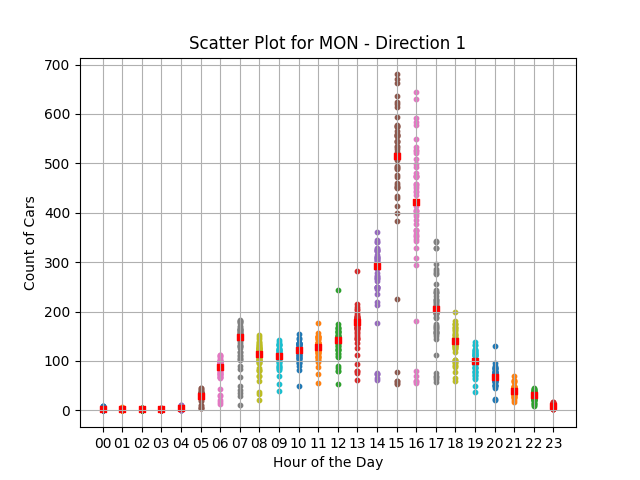 Scatter Plot for MON - Direction 1
700
600
500
400
300
200
100
0
Count of Cars
00 01 02 03 04 05 06 07 08 09 10 11 12 13 14 15 16 17 18 19 20 21 22 23
Hour of the Day